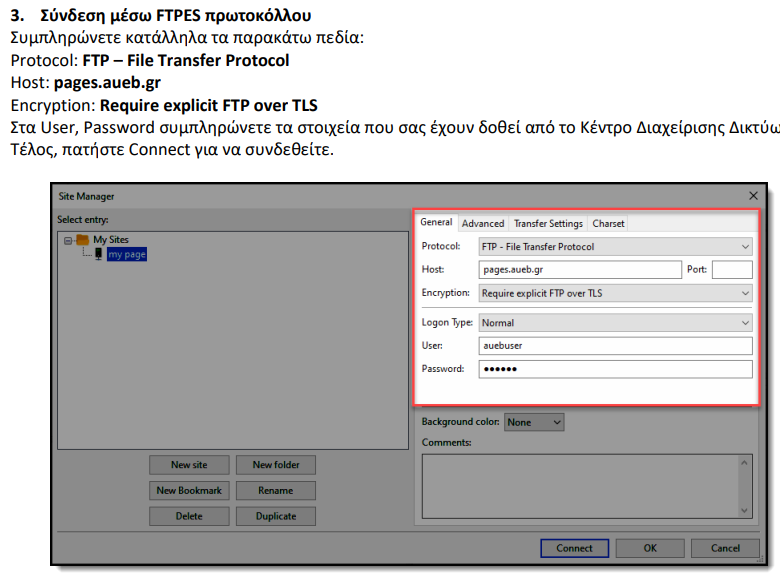 3. Σύνδεση μέσω FTPES πρωτοκόλλου
Συμπληρώνετε κατάλληλα τα παρακάτω πεδία:
Protocol: FTP – File Transfer Protocol
Host: pages.aueb.gr
Encryption: Require explicit FTP over TLS
Στα User, Password συμπληρώνετε τα στοιχεία που σας έχουν δοθεί από το Κέντρο Διαχείρισης Δικτύω
Τέλος, πατήστε Connect για να συνδεθείτε.
Site Manager
Select entry:
My Sites
my page
New site New folder
New Bookmark Rename
Delete Duplicate
General Advanced Transfer Settings Charset
Protocol: FTP - File Transfer Protocol
Host: pages.aueb.gr Port:
Encryption: Require explicit FTP over TLS
Logon Type: Normal
User: auebuser
Password: ••••••
Background color: None
Comments:
Connect OK Cancel